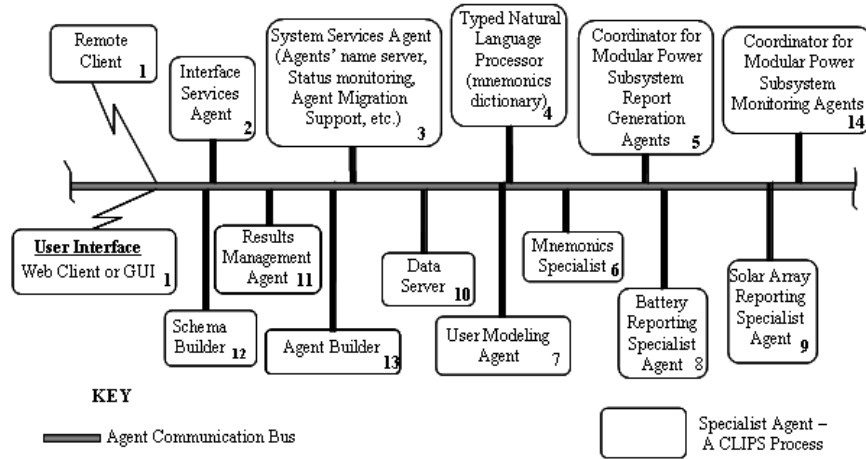 Remote
Client
1
Interface
Services
Agent
2
System Services Agent
(Agents' name server,
Status monitoring,
Agent Migration
Support, etc.)
3
Typed Natural
Language
Processor
(mnemonics
dictionary)
4
Coordinator
for Modular
Power
Subsystem
Report
Generation
Agents
5
Coordinator for
Modular Power
Subsystem
Monitoring Agents
14
User Interface
Web Client or GUI
1
Schema
Builder
12
Results
Management
Agent
11
Agent Builder
13
Data
Server
10
User Modeling
Agent
7
Mnemonics
Specialist
6
Battery
Reporting
Specialist
Agent
8
Solar Array
Reporting
Specialist
Agent
9
KEY
Agent Communication Bus
Specialist Agent –
A CLIPS Process